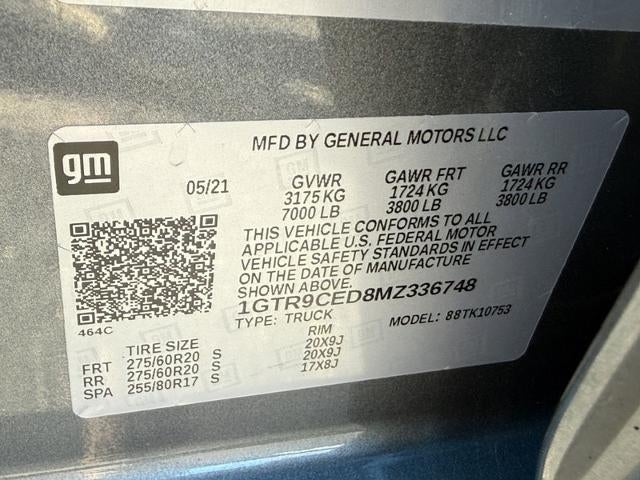 gm
MFD BY GENERAL MOTORS LLC
05/21
GVWR GAWR FRT GAWR RR
3175 KG 1724 KG 1724 KG
7000 LB 3800 LB 3800 LB
THIS VEHICLE CONFORMS TO ALL
APPLICABLE U.S. FEDERAL MOTOR
VEHICLE SAFETY STANDARDS IN EFFECT
ON THE DATE OF MANUFACTURE
SHOWN ABOVE.
1GTR9CED8MZ336748
464C
TYPE: TRUCK MODEL: 88TK10753
TIRE SIZE RIM
FRT 275/60R20 S 20X9J
RR 275/60R20 S 20X9J
SPA 255/80R17 S 17X8J